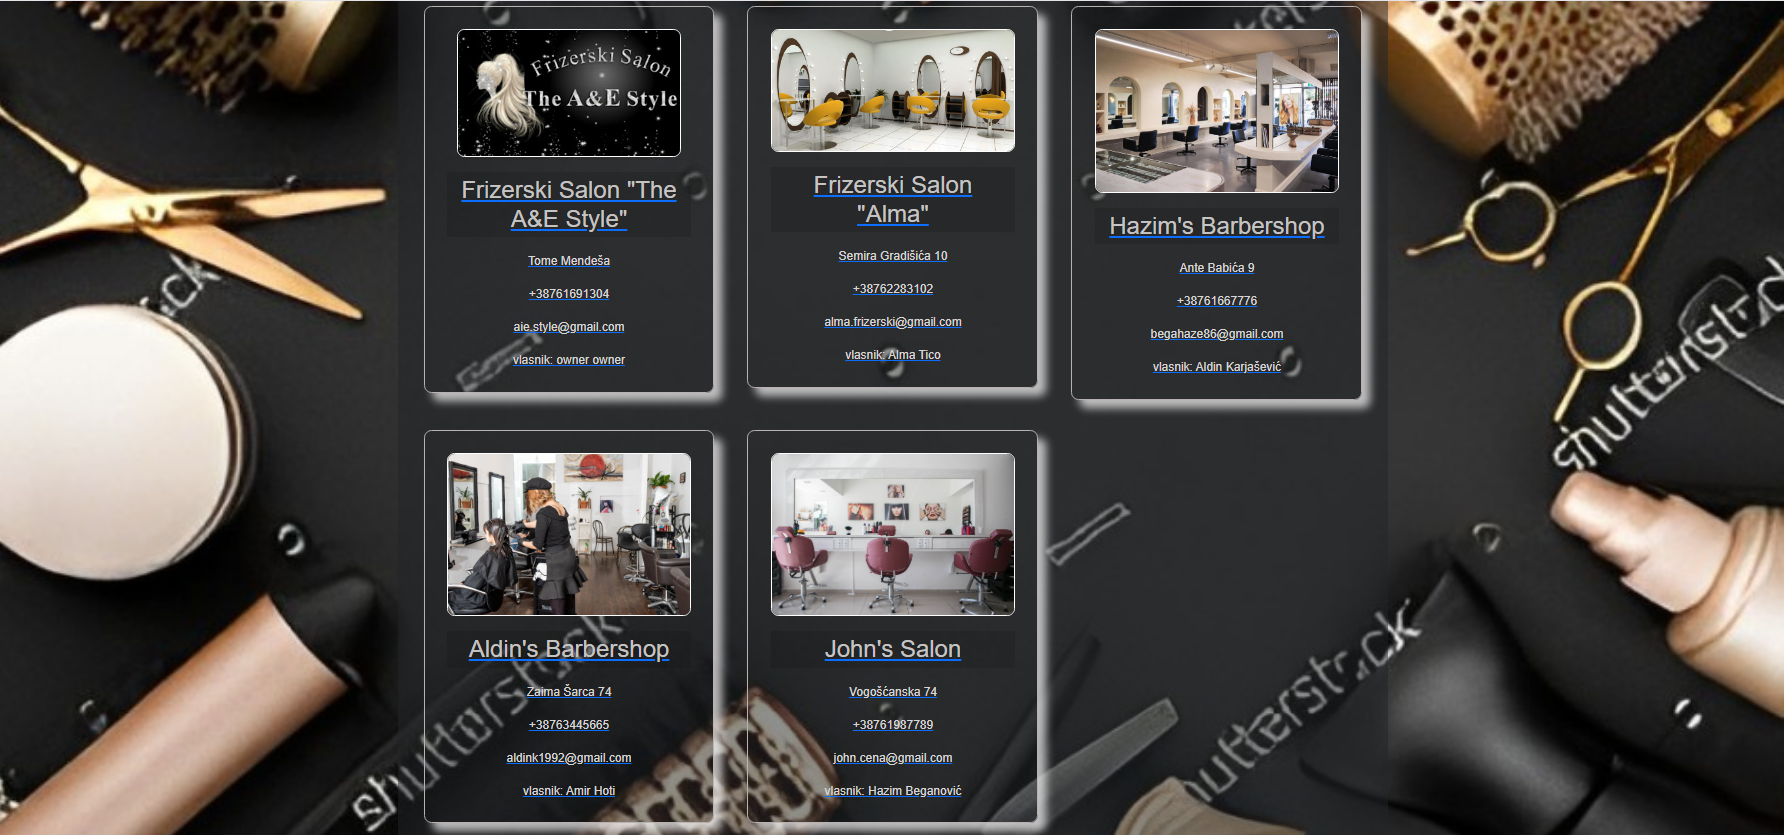 Frizerski Salon
The A&E Style
Frizerski Salon "The
A&E Style"
Tome Mendeša
+38761691304
aie.style@gmail.com
vlasnik: owner owner
Frizerski Salon
"Alma"
Semira Gradišića 10
+38762283102
alma.frizerski@gmail.com
vlasnik: Alma Tico
Hazim's Barbershop
Ante Babića 9
+38761667776
begahaze86@gmail.com
vlasnik: Aldin Karjašević
Aldin's Barbershop
Zaima Šarca 74
+38763445665
aldink1992@gmail.com
vlasnik: Amir Hoti
John's Salon
Vogošćanska 74
+38761987789
john.cena@gmail.com
vlasnik: Hazim Beganović
shutterstock
shutterstock